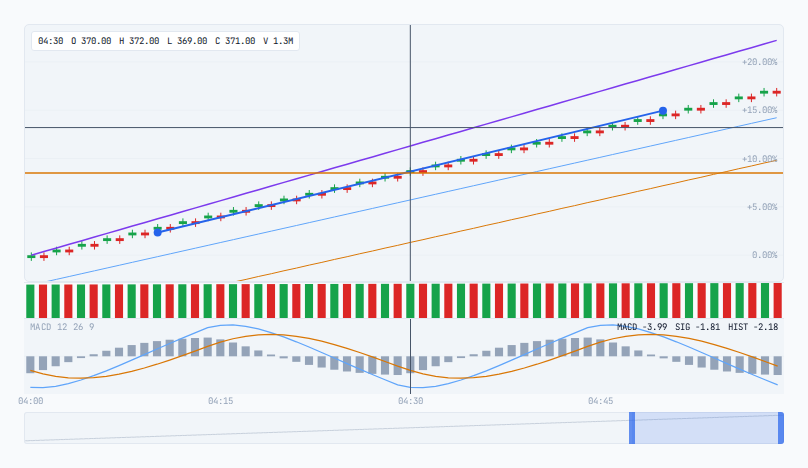 04:30 O 370.00 H 372.00 L 369.00 C 371.00 V 1.3M
+20.00%
+15.00%
+10.00%
+5.00%
0.00%
MACD 12 26 9
MACD -3.99 SIG -1.81 HIST -2.18
04:00 04:15 04:30 04:45